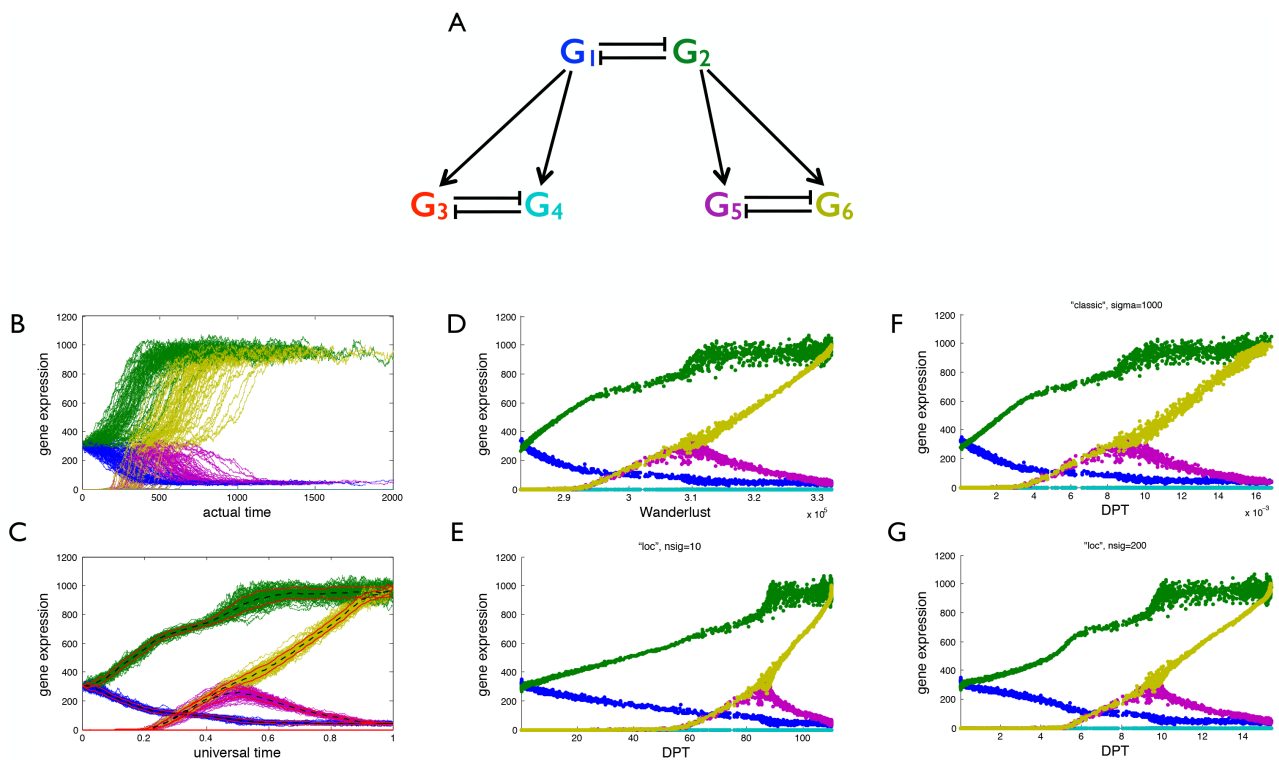 A
G1 G2
G3 G4 G5 G6
B
1200
1000
800
600
400
200
0
gene expression
0 500 1000 1500 2000
actual time
D
1200
1000
800
600
400
200
0
gene expression
2.9 3 3.1 3.2 3.3
Wanderlust
x 10^5
F
"classic", sigma=1000
1200
1000
800
600
400
200
0
gene expression
2 4 6 8 10 12 14 16
DPT
x 10^-3
C
1200
1000
800
600
400
200
0
gene expression
0 0.2 0.4 0.6 0.8 1
universal time
E
"loc", nsig=10
1200
1000
800
600
400
200
0
gene expression
20 40 60 80 100
DPT
G
"loc", nsig=200
1200
1000
800
600
400
200
0
gene expression
2 4 6 8 10 12 14
DPT